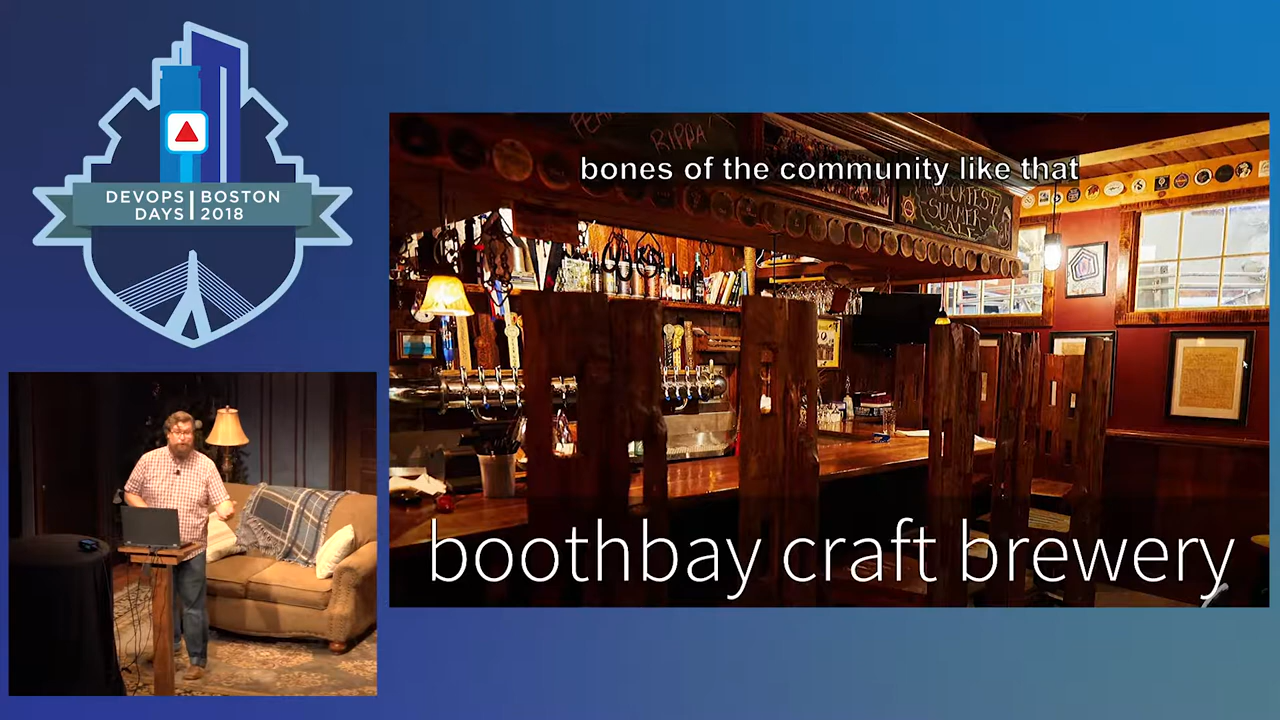 DEVOPS BOSTON
DAYS 2018
bones of the community like that
RIPPA
SUMMER
ALE
boothbay craft brewery